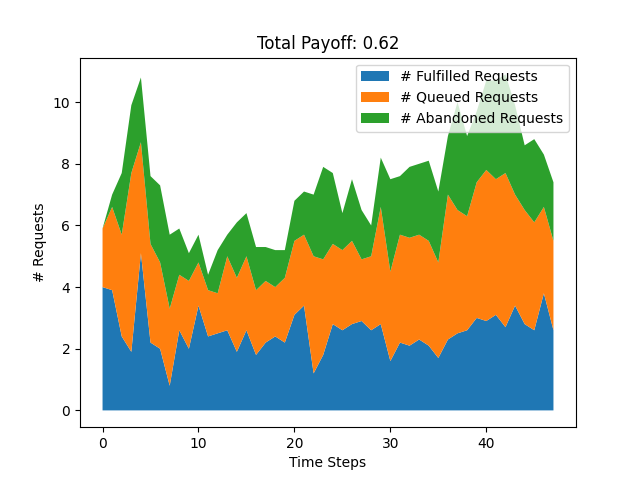 Total Payoff: 0.62
# Fulfilled Requests
# Queued Requests
# Abandoned Requests
10
8
6
4
2
0
# Requests
0 10 20 30 40
Time Steps